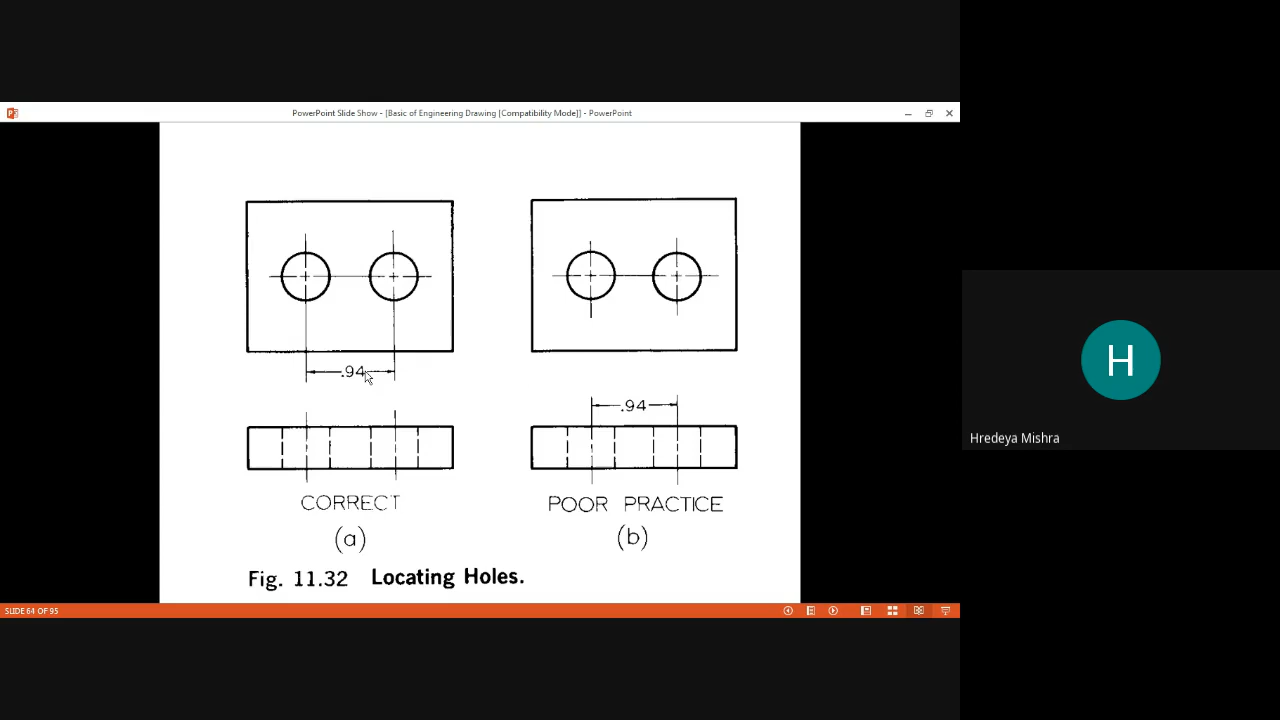 PowerPoint Slide Show - [Basic of Engineering Drawing [Compatibility Mode]] - PowerPoint
.94
.94
CORRECT
POOR PRACTICE
(a)
(b)
Fig. 11.32 Locating Holes.
SLIDE 64 OF 95
H
Hredeya Mishra